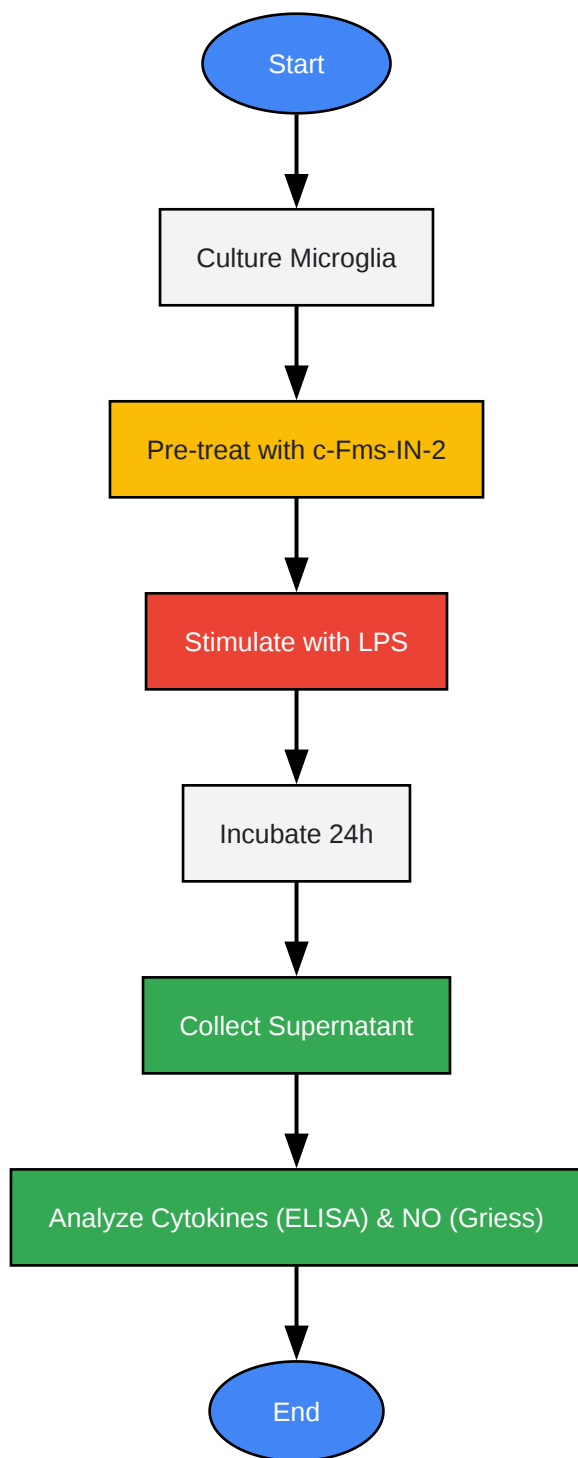 Start
Culture Microglia
Pre-treat with c-Fms-IN-2
Stimulate with LPS
Incubate 24h
Collect Supernatant
Analyze Cytokines (ELISA) & NO (Griess)
End